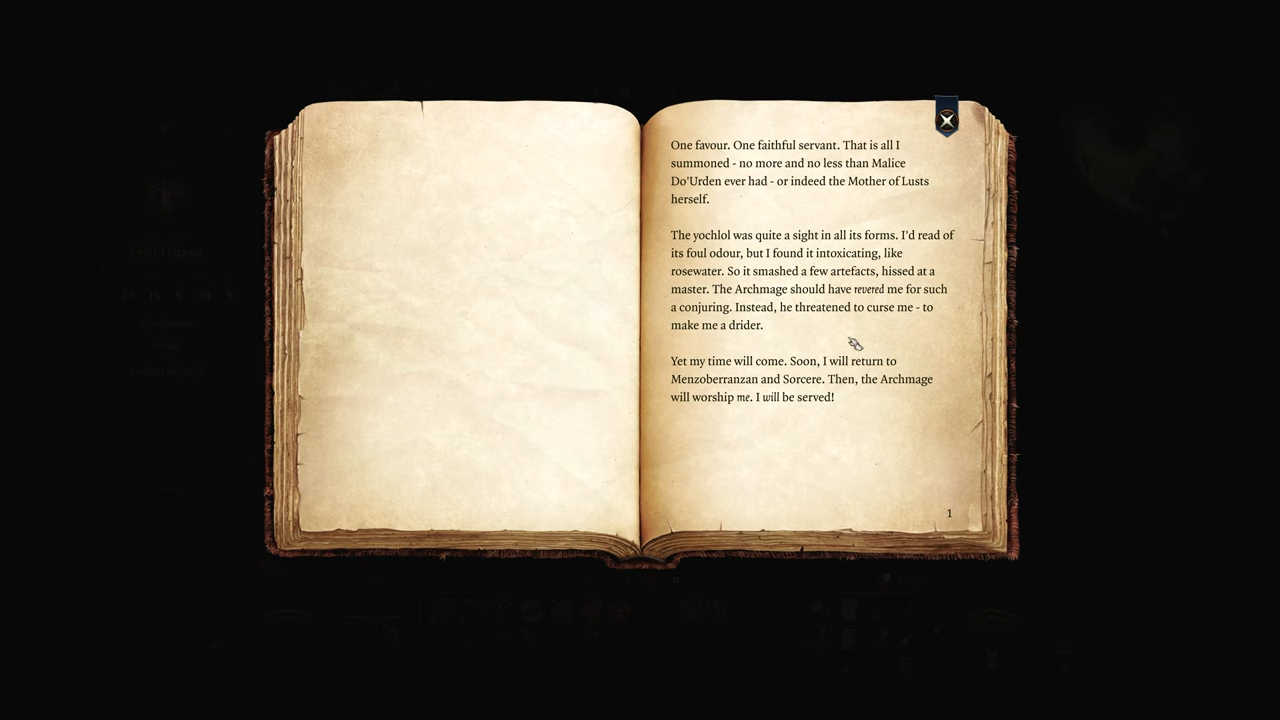 One favour. One faithful servant. That is all I
summoned - no more and no less than Malice
Do'Urden ever had - or indeed the Mother of Lusts
herself.
The yochlol was quite a sight in all its forms. I'd read of
its foul odour, but I found it intoxicating, like
rosewater. So it smashed a few artefacts, hissed at a
master. The Archmage should have revered me for such
a conjuring. Instead, he threatened to curse me - to
make me a drider.
Yet my time will come. Soon, I will return to
Menzoberranzan and Sorcere. Then, the Archmage
will worship me. I will be served!
1
Level 4 Fighter